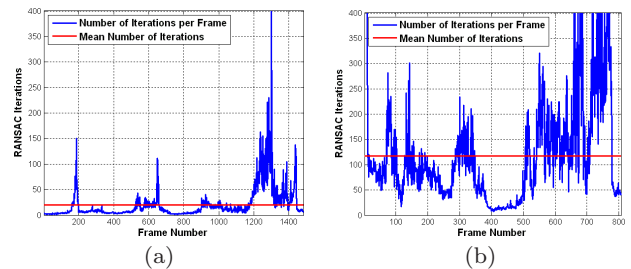 400
350
300
250
200
150
100
50
0
RANSAC Iterations
Number of Iterations per Frame
Mean Number of Iterations
200 400 600 800 1000 1200 1400
Frame Number
(a)
400
350
300
250
200
150
100
50
0
RANSAC Iterations
Number of Iterations per Frame
Mean Number of Iterations
100 200 300 400 500 600 700 800
Frame Number
(b)